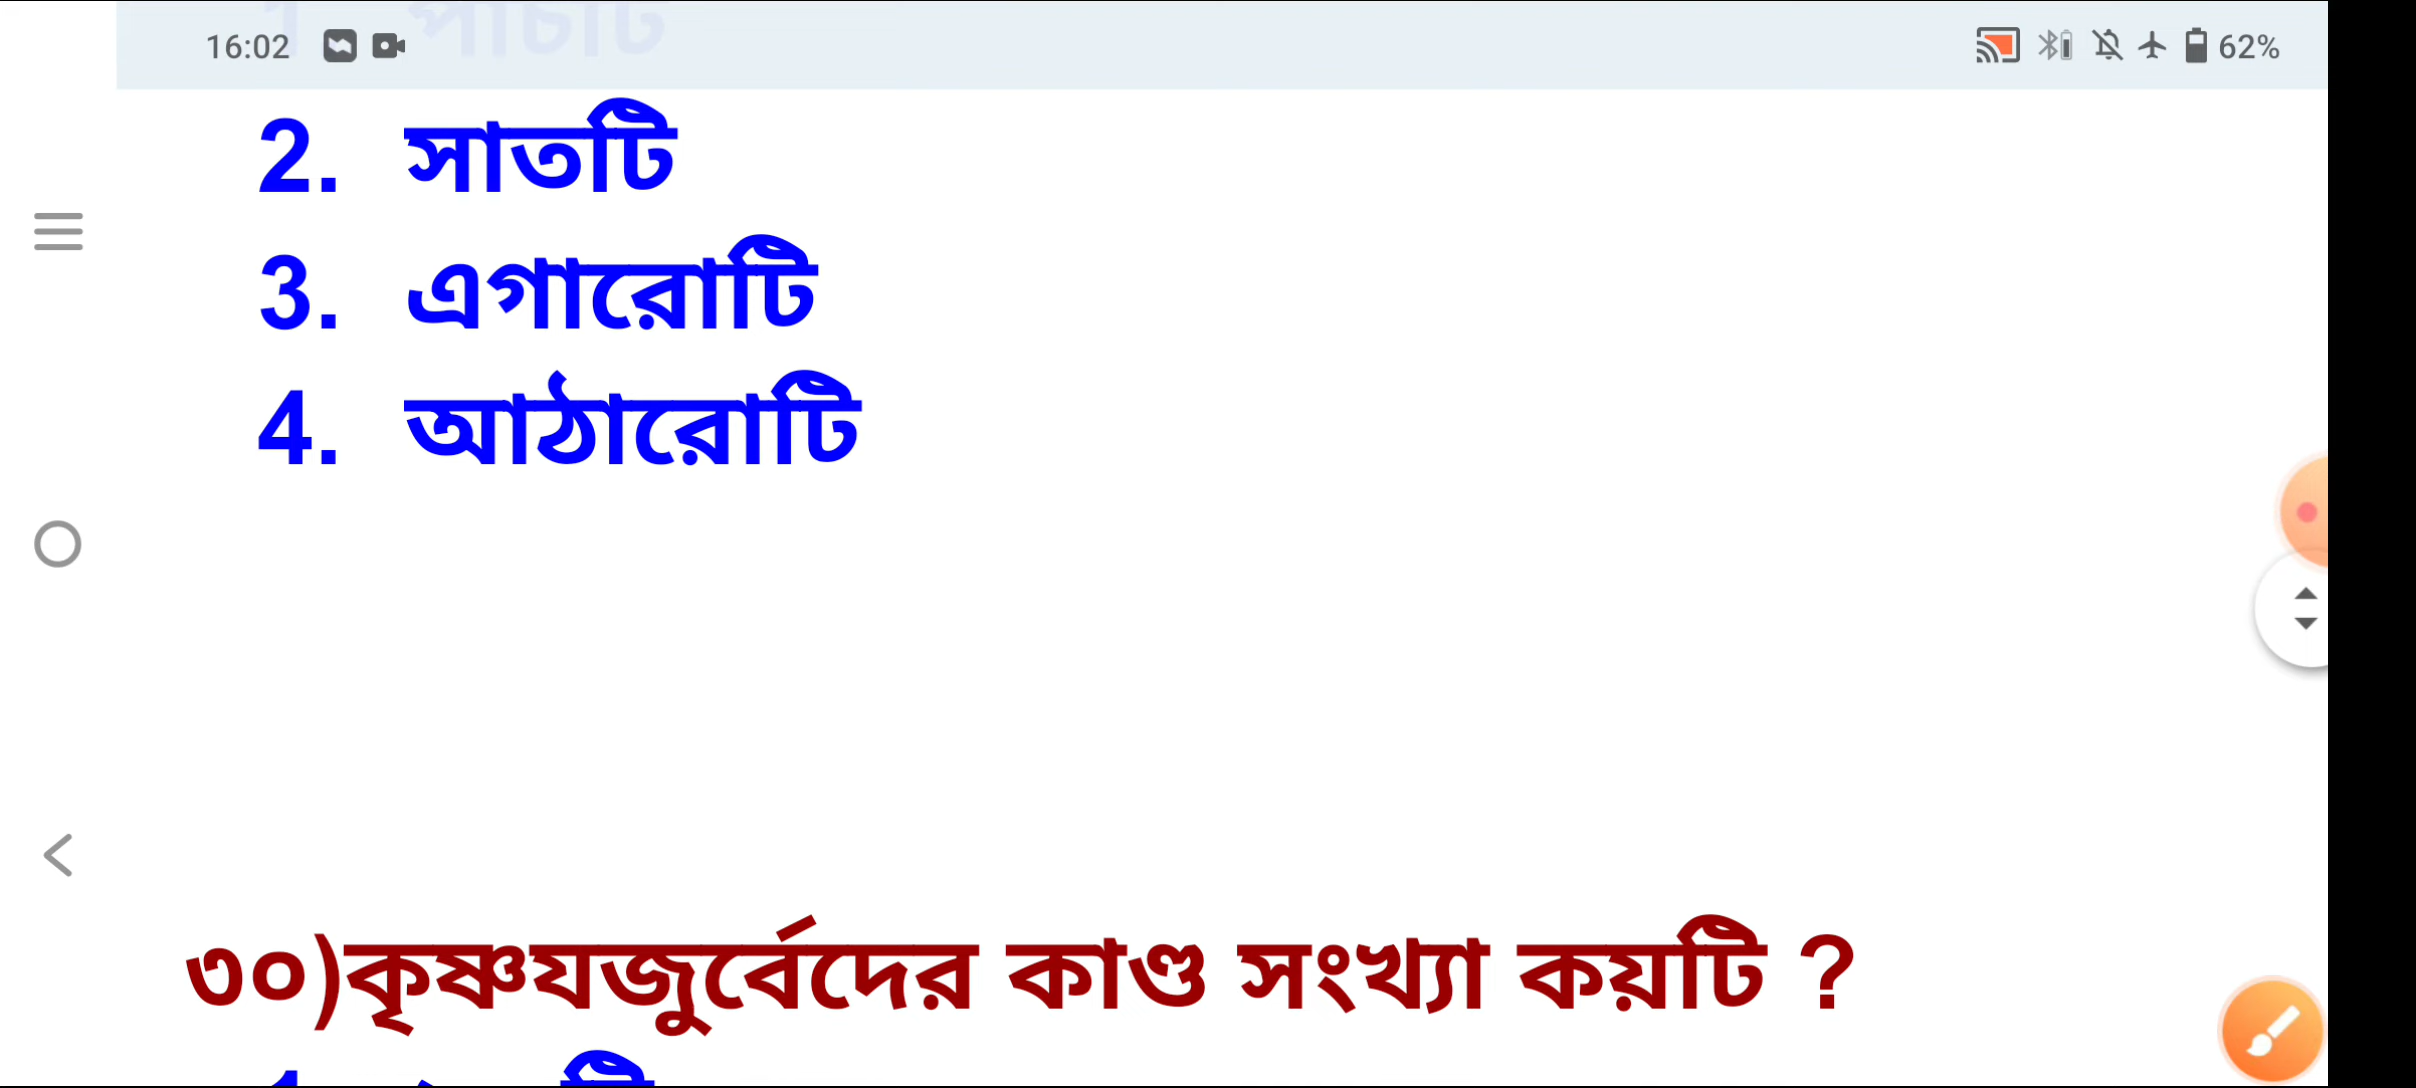 16:02 62%
2. সাতটি
3. এগারোটি
4. আঠারোটি
৩০)কৃষ্ণযজুর্বেদের কাণ্ড সংখ্যা কয়টি ?